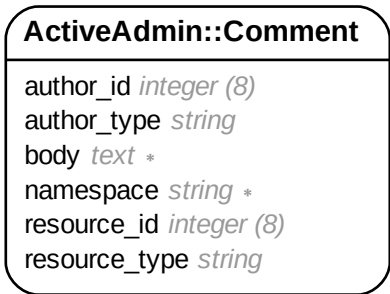 ActiveAdmin::Comment
author_id integer (8)
author_type string
body text *
namespace string *
resource_id integer (8)
resource_type string